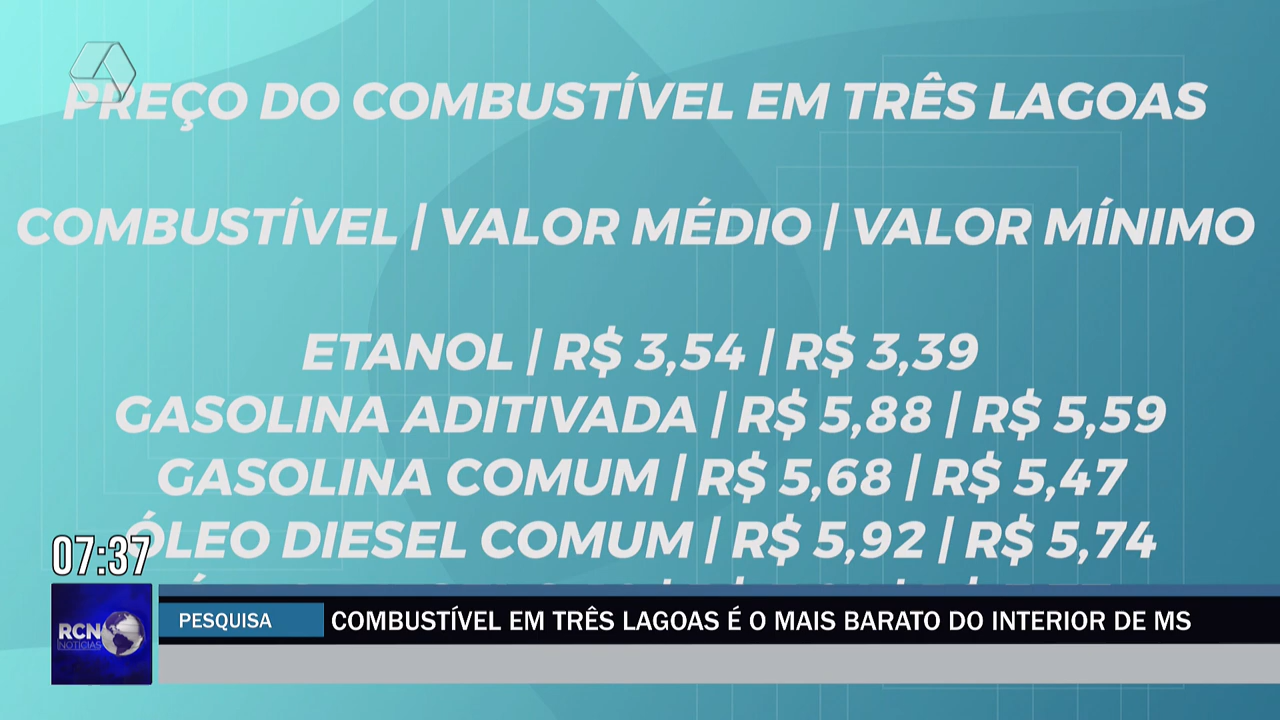 PREÇO DO COMBUSTÍVEL EM TRÊS LAGOAS
COMBUSTÍVEL | VALOR MÉDIO | VALOR MÍNIMO
ETANOL | R$ 3,54 | R$ 3,39
GASOLINA ADITIVADA | R$ 5,88 | R$ 5,59
GASOLINA COMUM | R$ 5,68 | R$ 5,47
ÓLEO DIESEL COMUM | R$ 5,92 | R$ 5,74
07:37
PESQUISA
COMBUSTÍVEL EM TRÊS LAGOAS É O MAIS BARATO DO INTERIOR DE MS
RCN
NOTÍCIAS